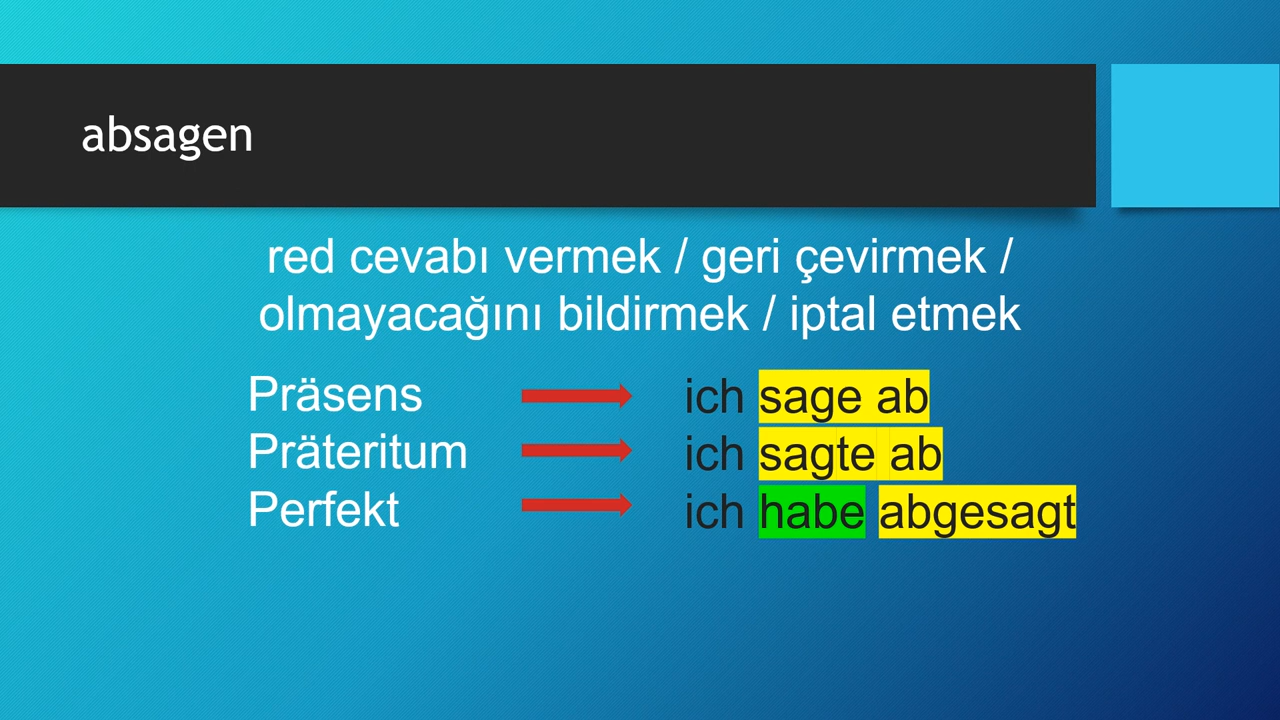 absagen
red cevabı vermek / geri çevirmek /
olmayacağını bildirmek / iptal etmek
Präsens ich sage ab
Präteritum ich sagte ab
Perfekt ich habe abgesagt